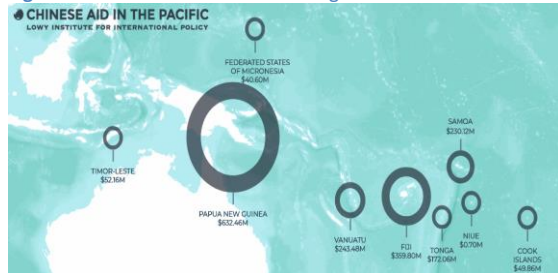 CHINESE AID IN THE PACIFIC
LOWY INSTITUTE FOR INTERNATIONAL POLICY
FEDERATED STATES
OF MICRONESIA
$40.60M
TIMOR-LESTE
$52.16M
PAPUA NEW GUINEA
$632.46M
VANUATU
$243.48M
FIJI
$359.80M
SAMOA
$230.12M
TONGA
$172.06M
NIUE
$0.70M
COOK
ISLANDS
$49.86M